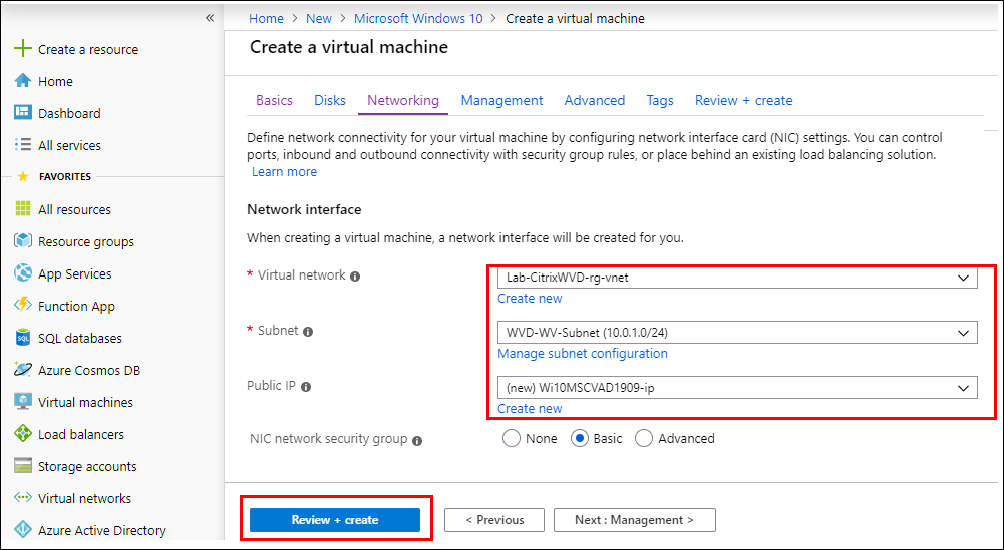 «
Home > New > Microsoft Windows 10 > Create a virtual machine
Create a virtual machine
Create a resource
Home
Dashboard
All services
FAVORITES
All resources
Resource groups
App Services
Function App
SQL databases
Azure Cosmos DB
Virtual machines
Load balancers
Storage accounts
Virtual networks
Azure Active Directory
Basics Disks Networking Management Advanced Tags Review + create
Define network connectivity for your virtual machine by configuring network interface card (NIC) settings. You can control
ports, inbound and outbound connectivity with security group rules, or place behind an existing load balancing solution.
Learn more
Network interface
When creating a virtual machine, a network interface will be created for you.
* Virtual network
Lab-CitrixWVD-rg-vnet
Create new
* Subnet
WVD-WV-Subnet (10.0.1.0/24)
Manage subnet configuration
Public IP
(new) Wi10MSCVAD1909-ip
Create new
NIC network security group
None Basic Advanced
Review + create
< Previous
Next : Management >